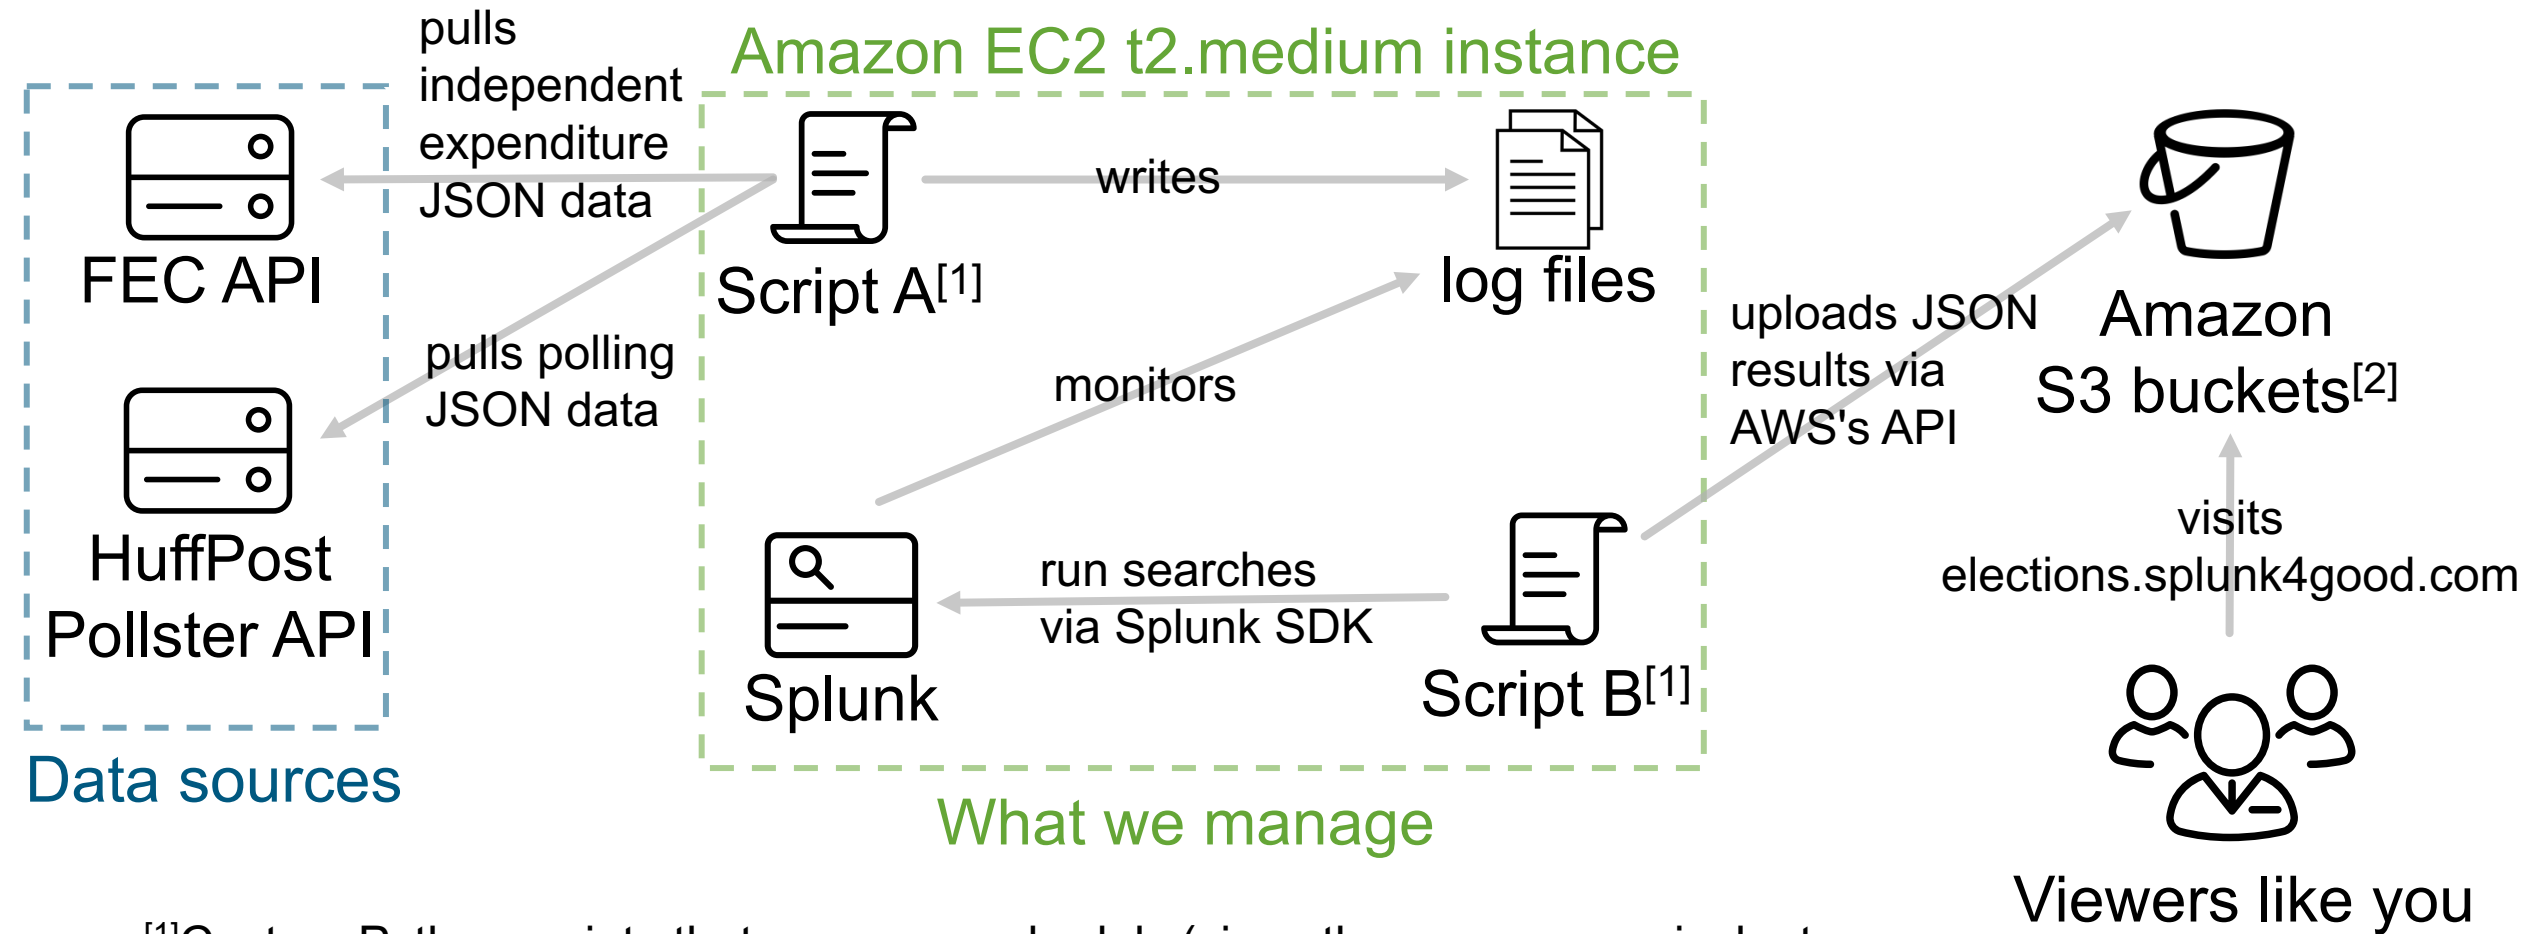 pulls
independent
expenditure
JSON data
Amazon EC2 t2.medium instance
FEC API
Script A[1]
writes
log files
pulls polling
JSON data
monitors
uploads JSON
results via
AWS's API
Amazon
S3 buckets[2]
HuffPost
Pollster API
Splunk
run searches
via Splunk SDK
Script B[1]
visits
elections.splunk4good.com
Data sources
What we manage
Viewers like you
[1]